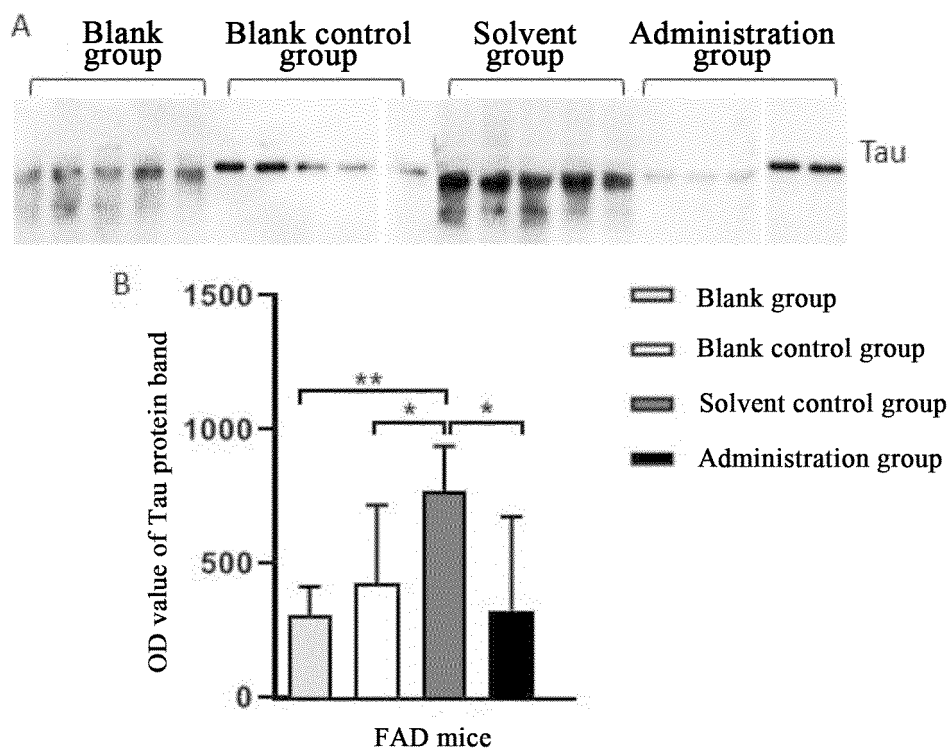 A
Blank group
Blank control group
Solvent group
Administration group
Tau
B
1500
1000
500
0
**
*
*
OD value of Tau protein band
FAD mice
Blank group
Blank control group
Solvent control group
Administration group